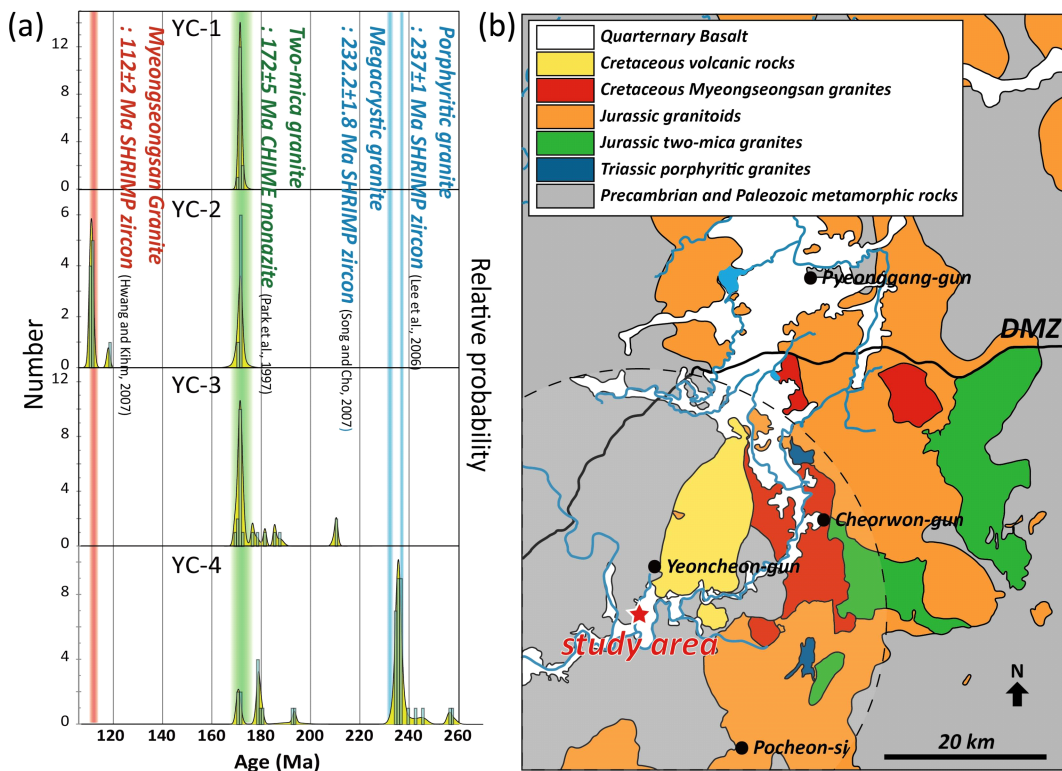 (a)
YC-1
YC-2
YC-3
YC-4
12
8
4
0
6
4
2
0
12
8
4
0
8
4
0
Number
Relative probability
120
140
160
180
200
220
240
260
Age (Ma)
Myeongseongsan Granite
: 112±2 Ma SHRIMP zircon (Hwang and Kihm, 2007)
Two-mica granite
: 172±5 Ma CHIME monazite (Park et al., 1997)
Megacrystic granite
: 232.2±1.8 Ma SHRIMP zircon (Song and Cho, 2007)
Porphyritic granite
: 237±1 Ma SHRIMP zircon (Lee et al., 2006)
(b)
Quarternary Basalt
Cretaceous volcanic rocks
Cretaceous Myeongseongsan granites
Jurassic granitoids
Jurassic two-mica granites
Triassic porphyritic granites
Precambrian and Paleozoic metamorphic rocks
Pyeonggang-gun
DMZ
Cheorwon-gun
Yeoncheon-gun
study area
N
Pocheon-si
20 km